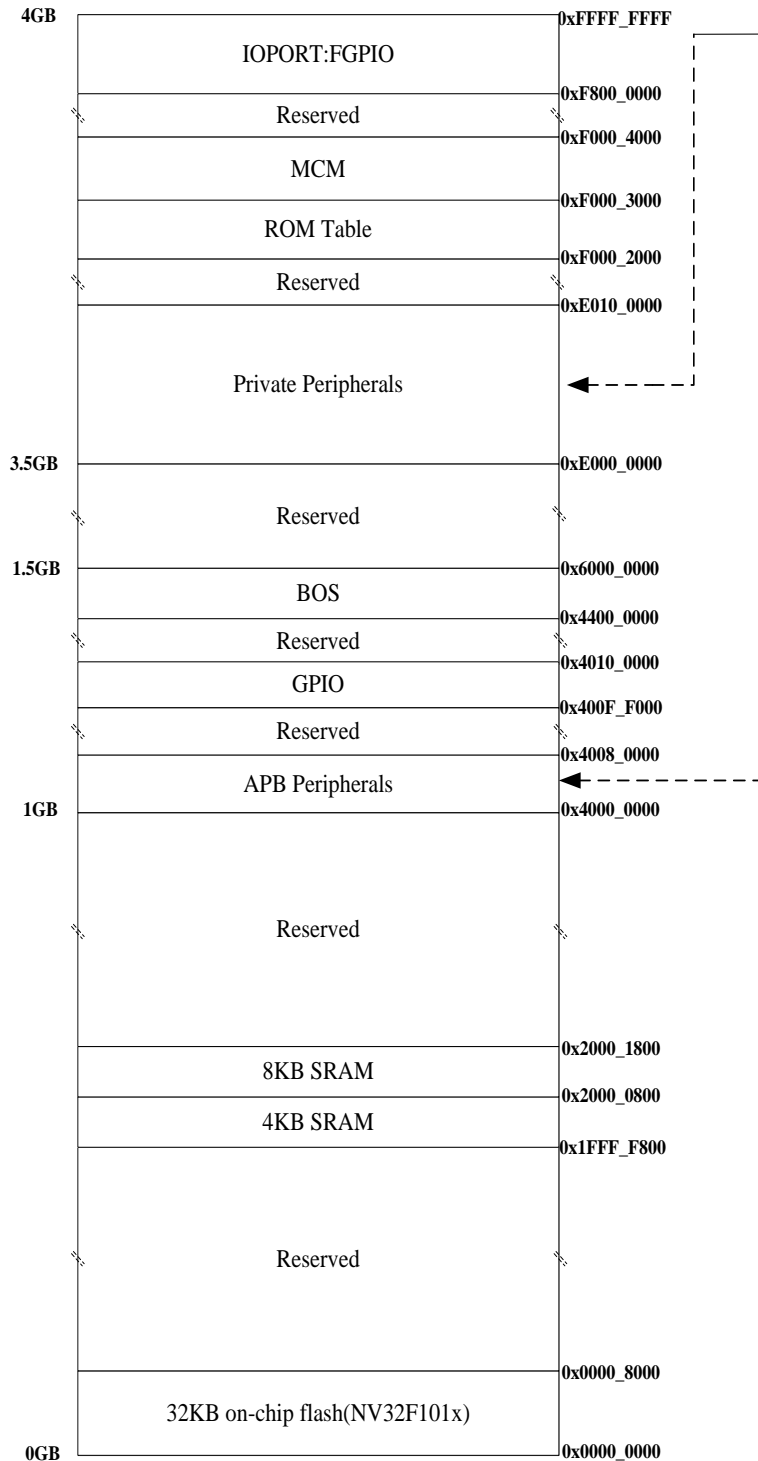 4GB
0xFFFF_FFFF
IOPORT:FGPIO
0xF800_0000
Reserved
0xF000_4000
MCM
0xF000_3000
ROM Table
0xF000_2000
Reserved
0xE010_0000
Private Peripherals
3.5GB
0xE000_0000
Reserved
1.5GB
0x6000_0000
BOS
0x4400_0000
Reserved
0x4010_0000
GPIO
0x400F_F000
Reserved
0x4008_0000
APB Peripherals
1GB
0x4000_0000
Reserved
0x2000_1800
8KB SRAM
0x2000_0800
4KB SRAM
0x1FFF_F800
Reserved
0x0000_8000
32KB on-chip flash(NV32F101x)
0GB
0x0000_0000